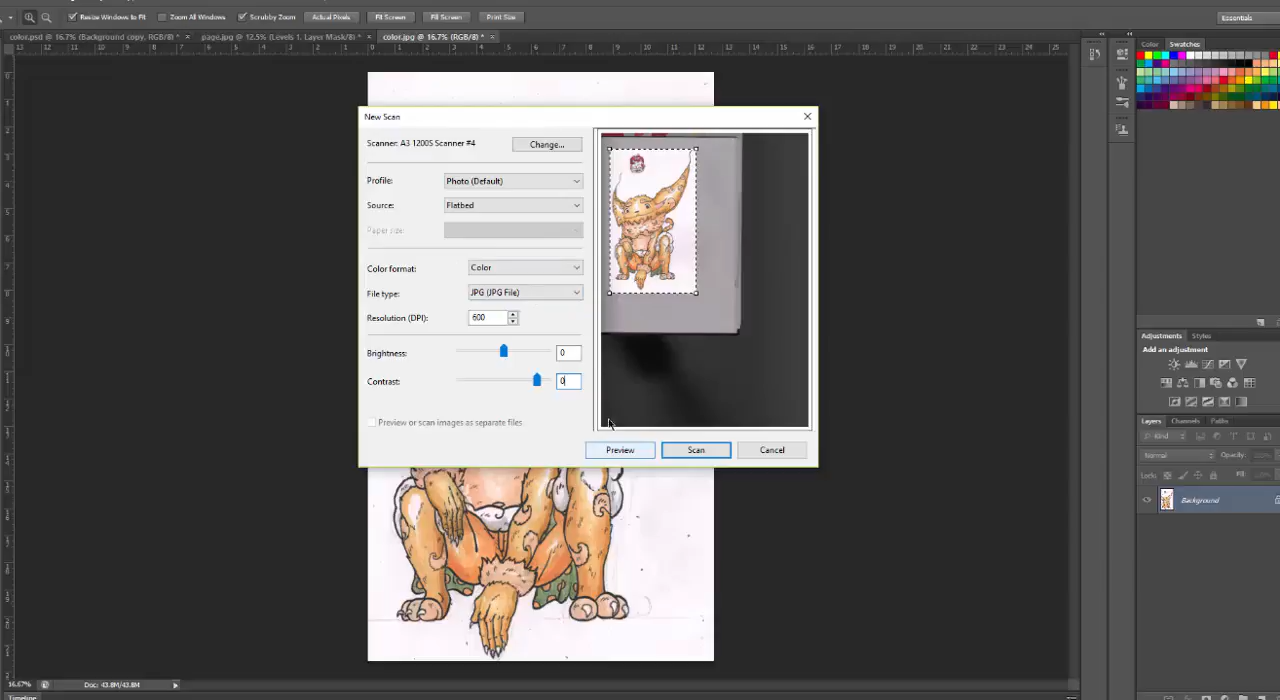 Resize Windows to Fit Zoom All Windows Scrubby Zoom Actual Pixels Fit Screen Fill Screen Print Size Essentials
color.psd @ 16.7% (Background copy, RGB/8) * × page.jpg @ 12.5% (Levels 1, Layer Mask/8) * × color.jpg @ 16.7% (RGB/8) * ×
Color Swatches
New Scan
Scanner: A3 1200S Scanner #4 Change...
Profile: Photo (Default)
Source: Flatbed
Paper size:
Color format: Color
File type: JPG (JPG File)
Resolution (DPI): 600
Brightness: 0
Contrast: 0
Preview or scan images as separate files
Preview Scan Cancel
Adjustments Styles
Add an adjustment
Layers Channels Paths
Kind
Normal Opacity:
Lock: Fill:
Background
16.67% Doc: 43.8M/43.8M
Timeline